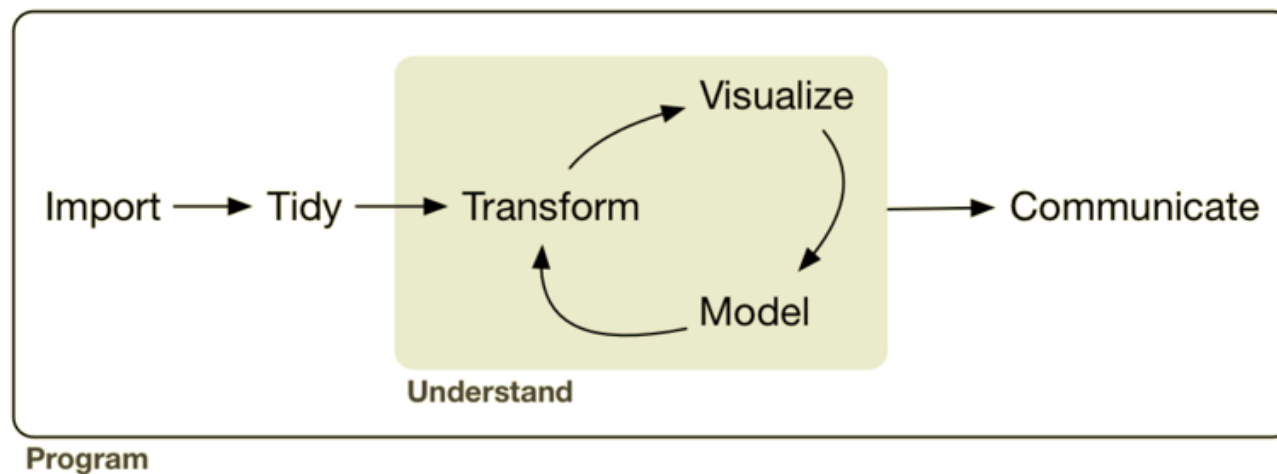 Visualize
Import Tidy Transform Communicate
Model
Understand
Program